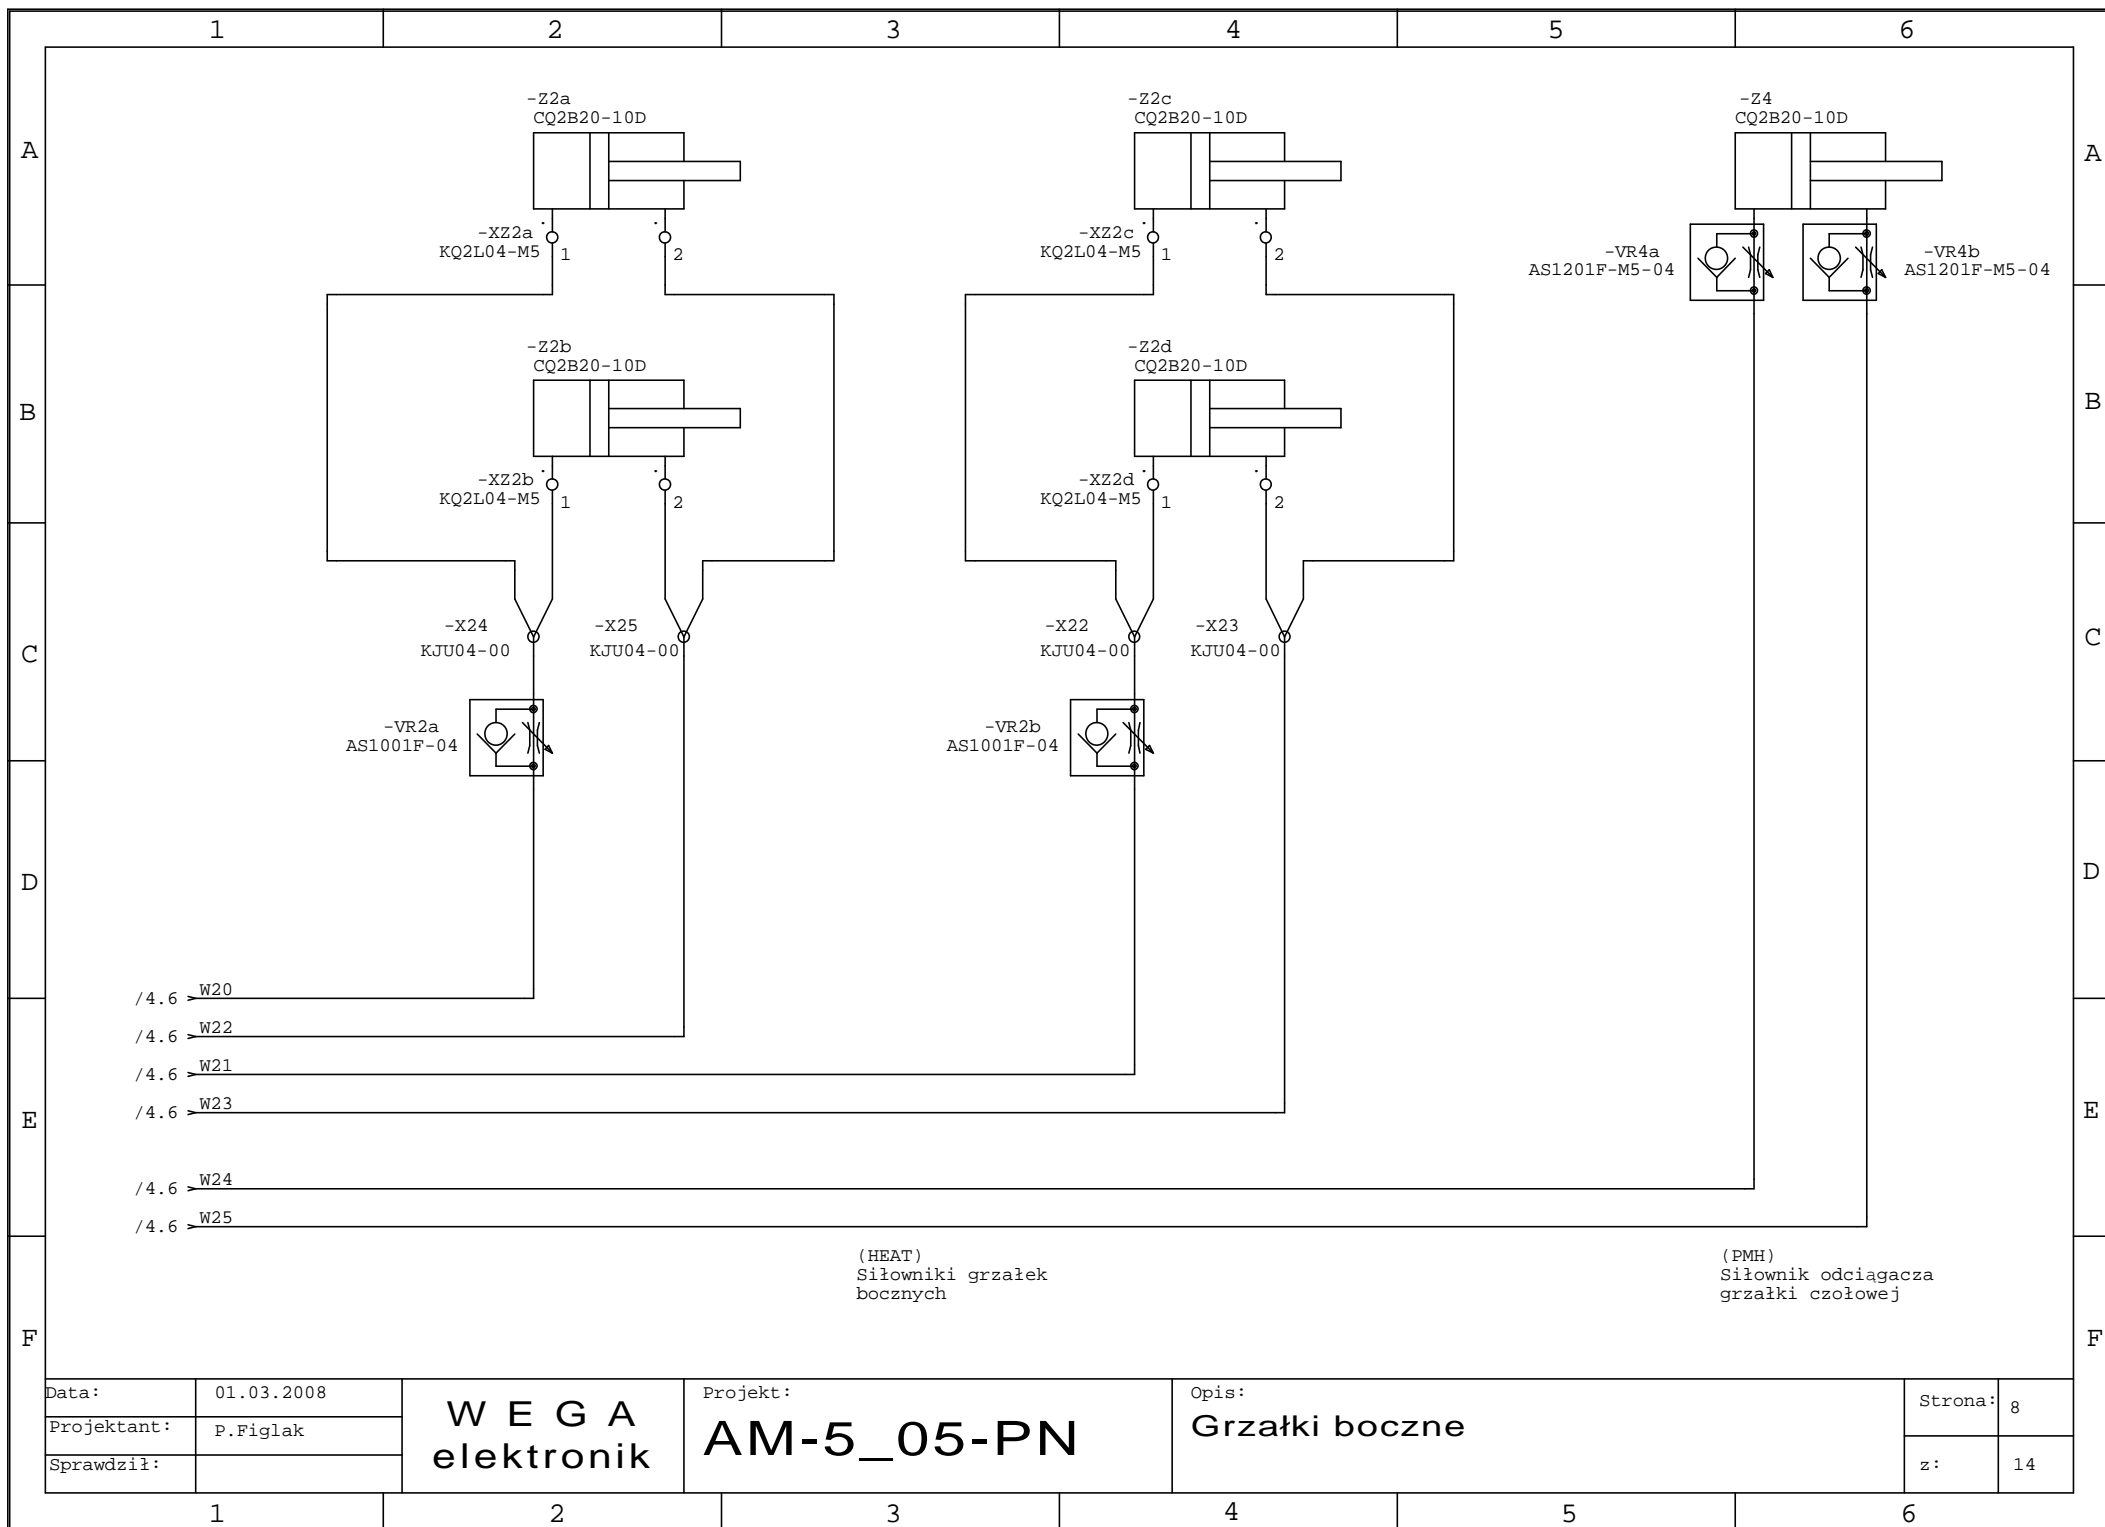 1 2 3 4 5 6
-Z2a
CQ2B20-10D
-Z2c
CQ2B20-10D
-Z4
CQ2B20-10D
A A
-XZ2a
KQ2L04-M5 1 2
-XZ2c
KQ2L04-M5 1 2
-VR4a
AS1201F-M5-04
-VR4b
AS1201F-M5-04
-Z2b
CQ2B20-10D
-Z2d
CQ2B20-10D
B B
-XZ2b
KQ2L04-M5 1 2
-XZ2d
KQ2L04-M5 1 2
-X24
KJU04-00
-X25
KJU04-00
-X22
KJU04-00
-X23
KJU04-00
C C
-VR2a
AS1001F-04
-VR2b
AS1001F-04
D D
/4.6 W20
/4.6 W22
/4.6 W21
/4.6 W23
E E
/4.6 W24
/4.6 W25
(HEAT)
Siłowniki grzałek
bocznych
(PMH)
Siłownik odciągacza
grzałki czołowej
F F
Data: 01.03.2008
Projektant: P.Figlak
Sprawdził:
W E G A
elektronik
Projekt:
AM-5_05-PN
Opis:
Grzałki boczne
Strona: 8
z: 14
1 2 3 4 5 6